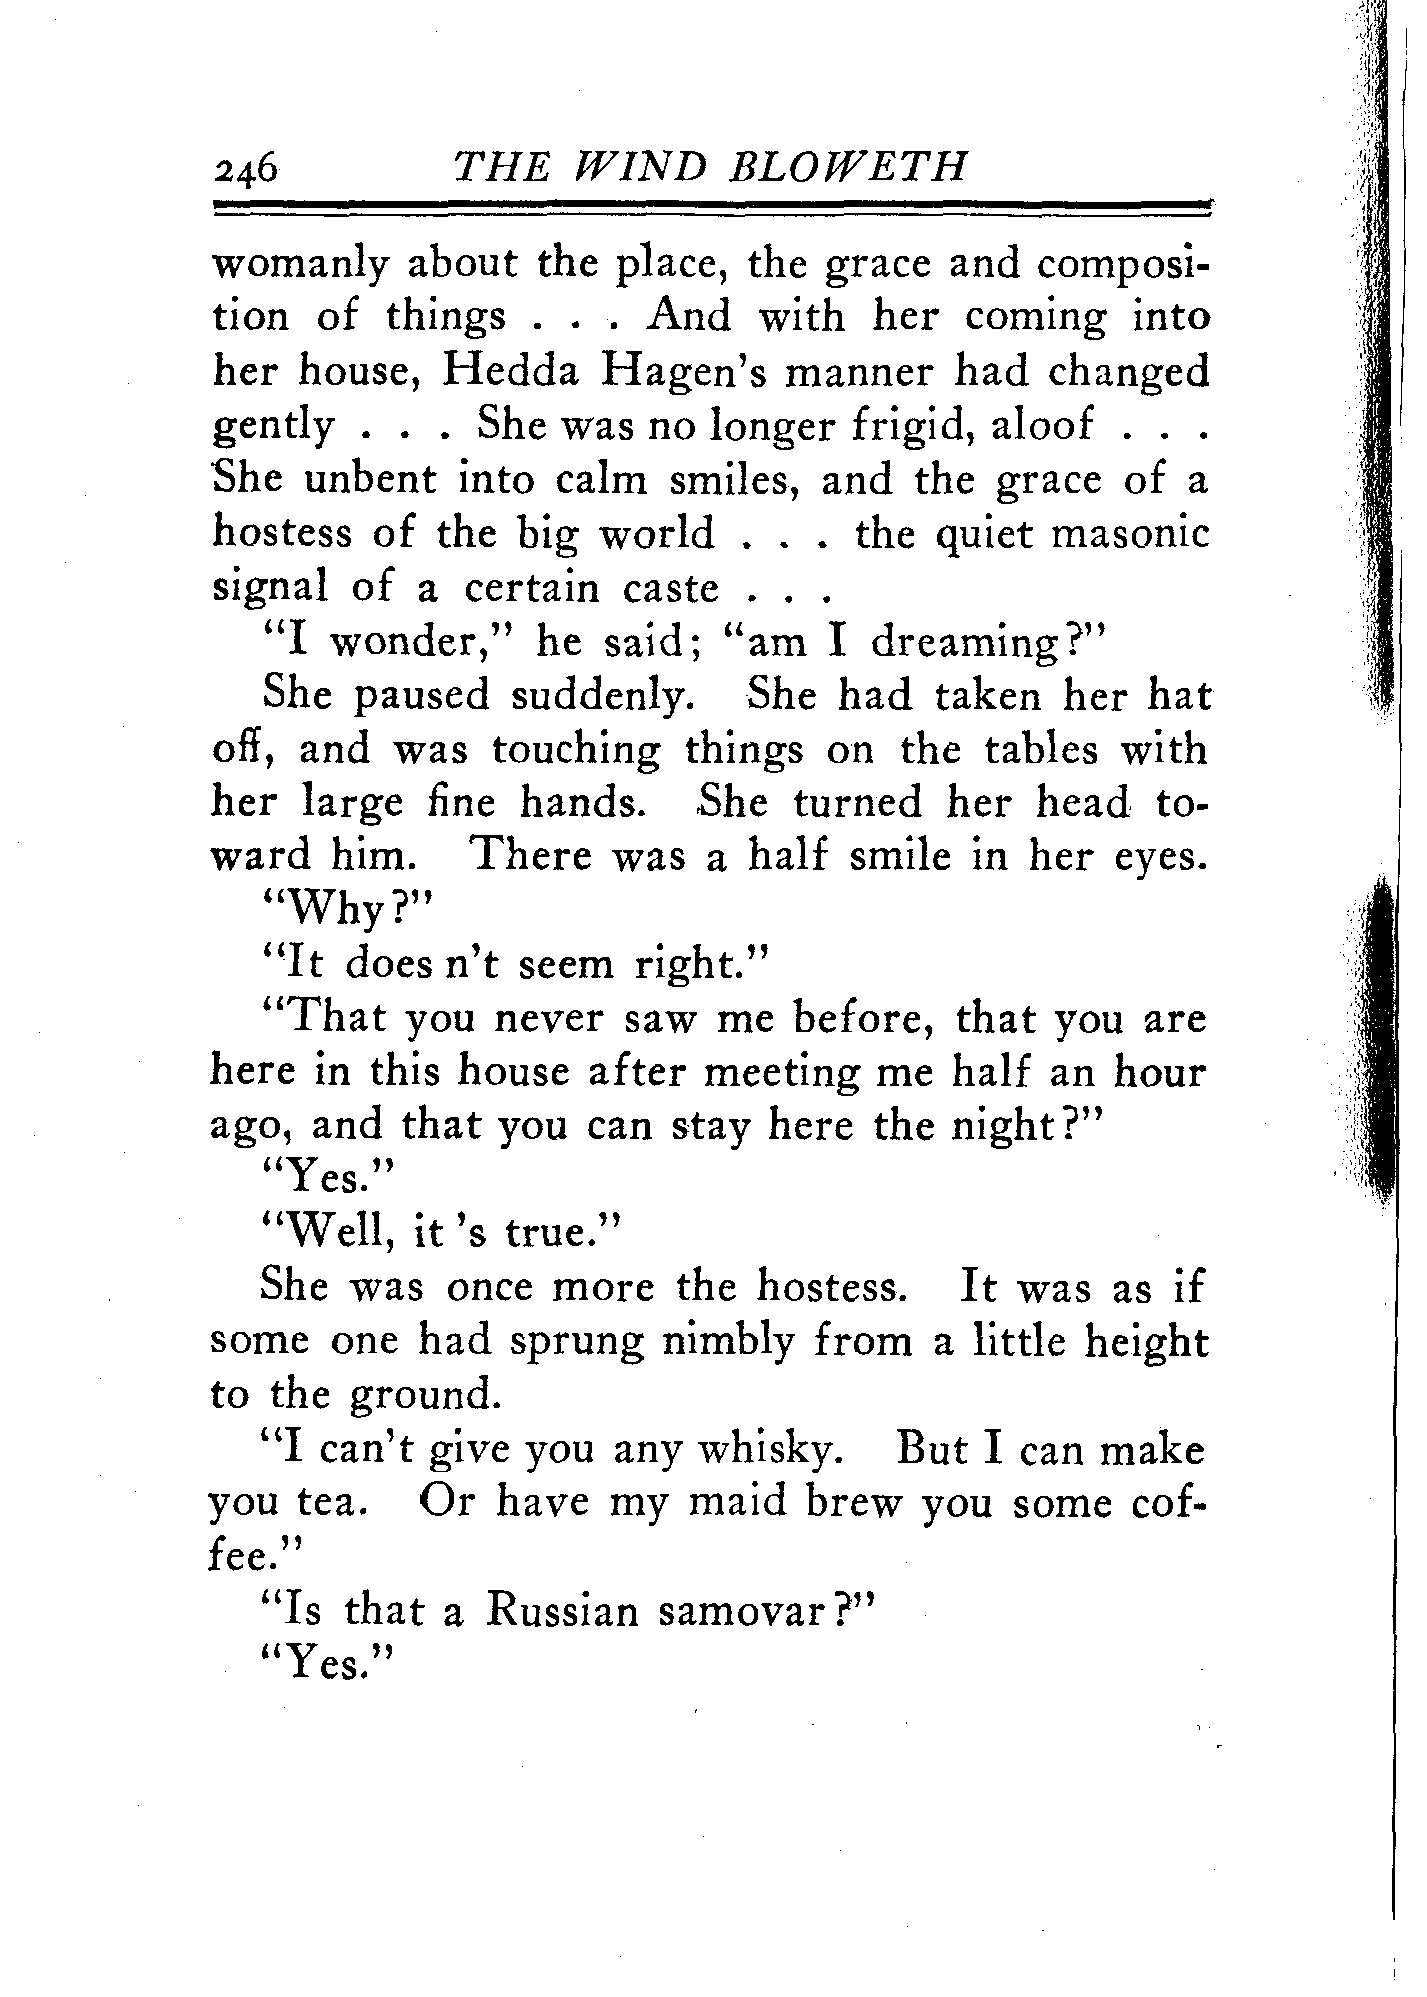 246 THE WIND BLOWETH
womanly about the place, the grace and composi-
tion of things . . . And with her coming into
her house, Hedda Hagen's manner had changed
gently . . . She was no longer frigid, aloof . . .
She unbent into calm smiles, and the grace of a
hostess of the big world . . . the quiet masonic
signal of a certain caste . . .
"I wonder," he said; "am I dreaming?"
She paused suddenly. She had taken her hat
off, and was touching things on the tables with
her large fine hands. She turned her head to-
ward him. There was a half smile in her eyes.
"Why?"
"It does n't seem right."
"That you never saw me before, that you are
here in this house after meeting me half an hour
ago, and that you can stay here the night?"
"Yes."
"Well, it 's true."
She was once more the hostess. It was as if
some one had sprung nimbly from a little height
to the ground.
"I can't give you any whisky. But I can make
you tea. Or have my maid brew you some cof-
fee."
"Is that a Russian samovar?"
"Yes."